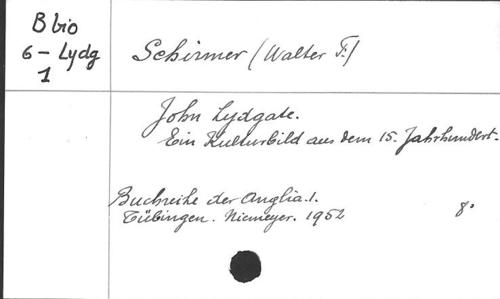 B bio
6 - Lydg
1
Schirmer (Walter F.)
John Lydgate.
Ein Kulturbild aus dem 15. Jahrhundert.
Buchreihe der Anglia. 1.
Tübingen. Niemeyer. 1952
8°